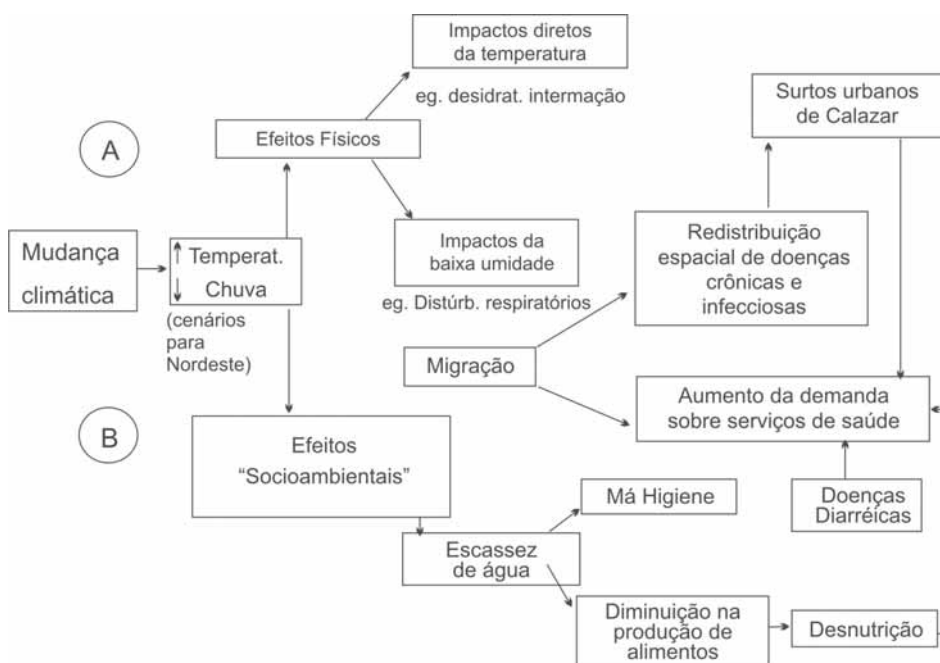 Impactos diretos
da temperatura
eg. desidrat. intermação
Efeitos Físicos
A
Surtos urbanos
de Calazar
Mudança
climática
Temperat.
Chuva
(cenários
para
Nordeste)
Impactos da
baixa umidade
eg. Distúrb. respiratórios
Redistribuição
espacial de doenças
crônicas e
infecciosas
Migração
Aumento da demanda
sobre serviços de saúde
B
Efeitos
“Socioambientais”
Má Higiene
Doenças
Diarréicas
Escassez
de água
Diminuição na
produção de
alimentos
Desnutrição